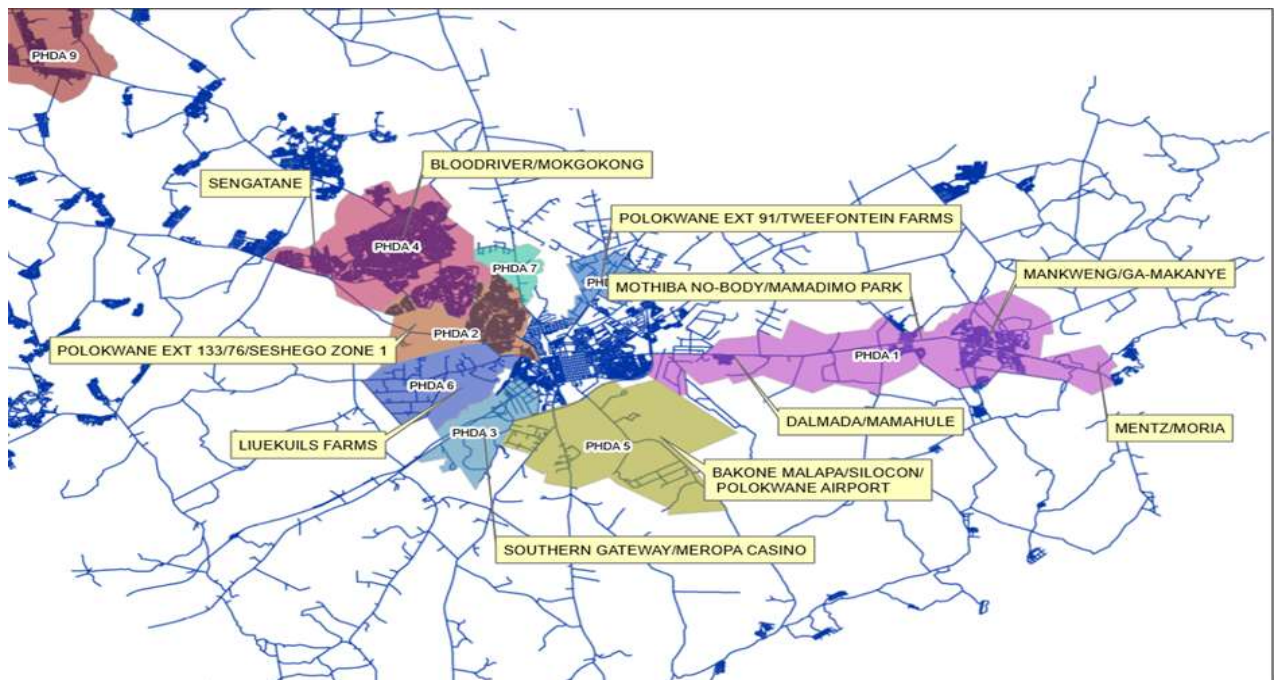 PHDA 9
BLOODRIVER/MOKGOKONG
SENGATANE
POLOKWANE EXT 91/TWEEFONTEIN FARMS
PHDA 4
PHDA 7
PHD
MOTHIBA NO-BODY/MAMADIMO PARK
MANKWENG/GA-MAKANYE
PHDA 2
POLOKWANE EXT 133/76/SESHEGO ZONE 1
PHDA 1
PHDA 6
DALMADA/MAMAHULE
MENTZ/MORIA
LIUEKUILS FARMS
PHDA 3
PHDA 5
BAKONE MALAPA/SILOCON/
POLOKWANE AIRPORT
SOUTHERN GATEWAY/MEROPA CASINO